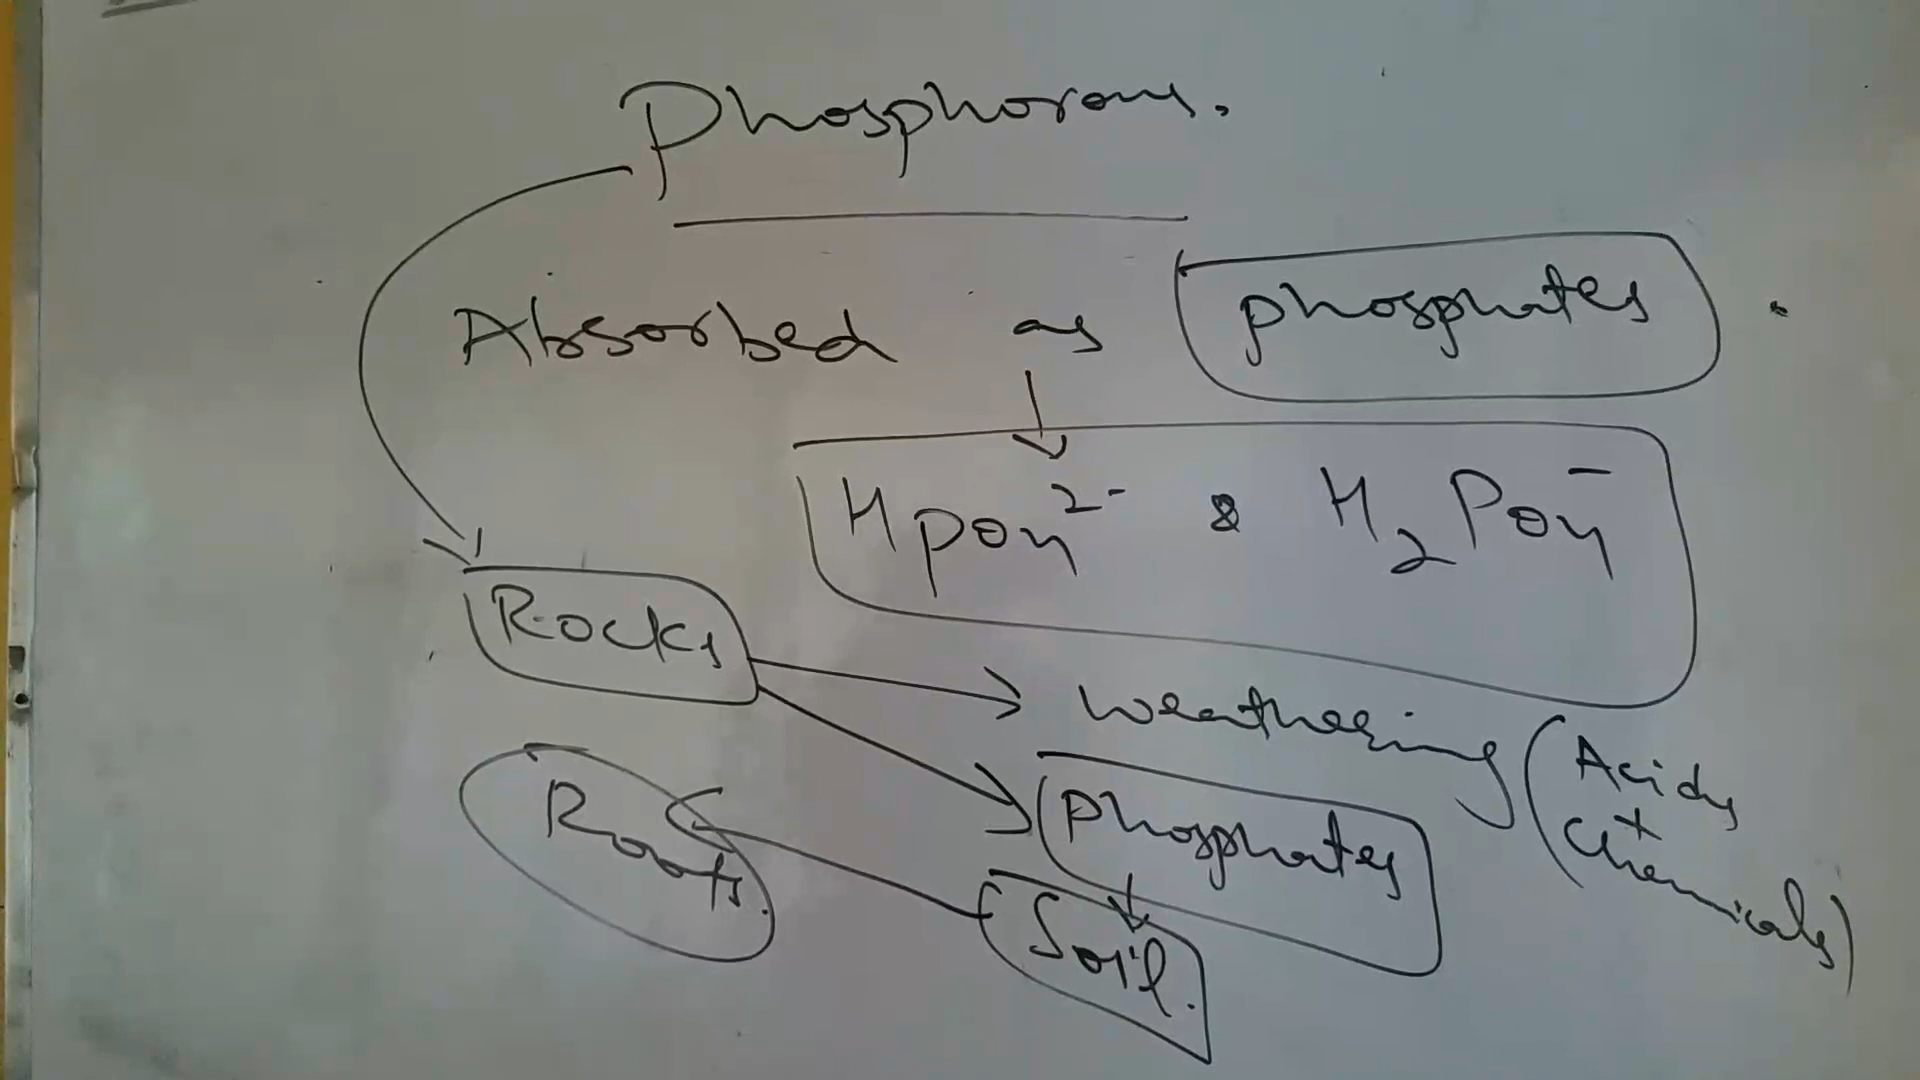 Phosphorous.
Absorbed as phosphates.
HPO4 2- & H2PO4 -
Rocks
Weathering (Acids
+
Chemicals)
Phosphates
Roots.
Soil.